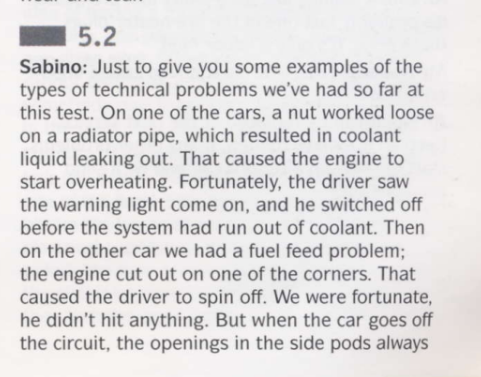 5.2
Sabino: Just to give you some examples of the
types of technical problems we've had so far at
this test. On one of the cars, a nut worked loose
on a radiator pipe, which resulted in coolant
liquid leaking out. That caused the engine to
start overheating. Fortunately, the driver saw
the warning light come on, and he switched off
before the system had run out of coolant. Then
on the other car we had a fuel feed problem;
the engine cut out on one of the corners. That
caused the driver to spin off. We were fortunate,
he didn't hit anything. But when the car goes off
the circuit, the openings in the side pods always